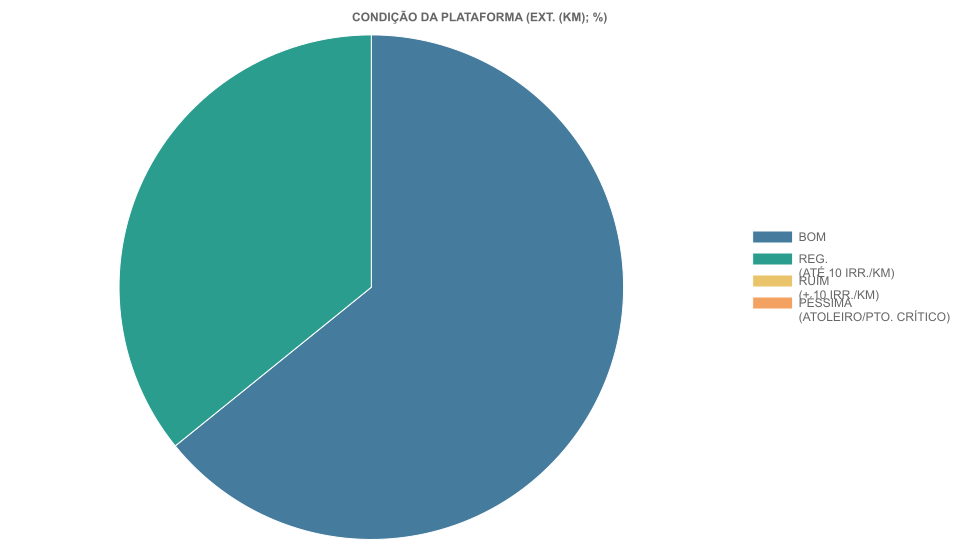 CONDIÇÃO DA PLATAFORMA (EXT. (KM); %)
BOM
REG.
(ATÉ 10 IRR./KM)
RUIM
(+ 10 IRR./KM)
PÉSSIMA
(ATOLEIRO/PTO. CRÍTICO)